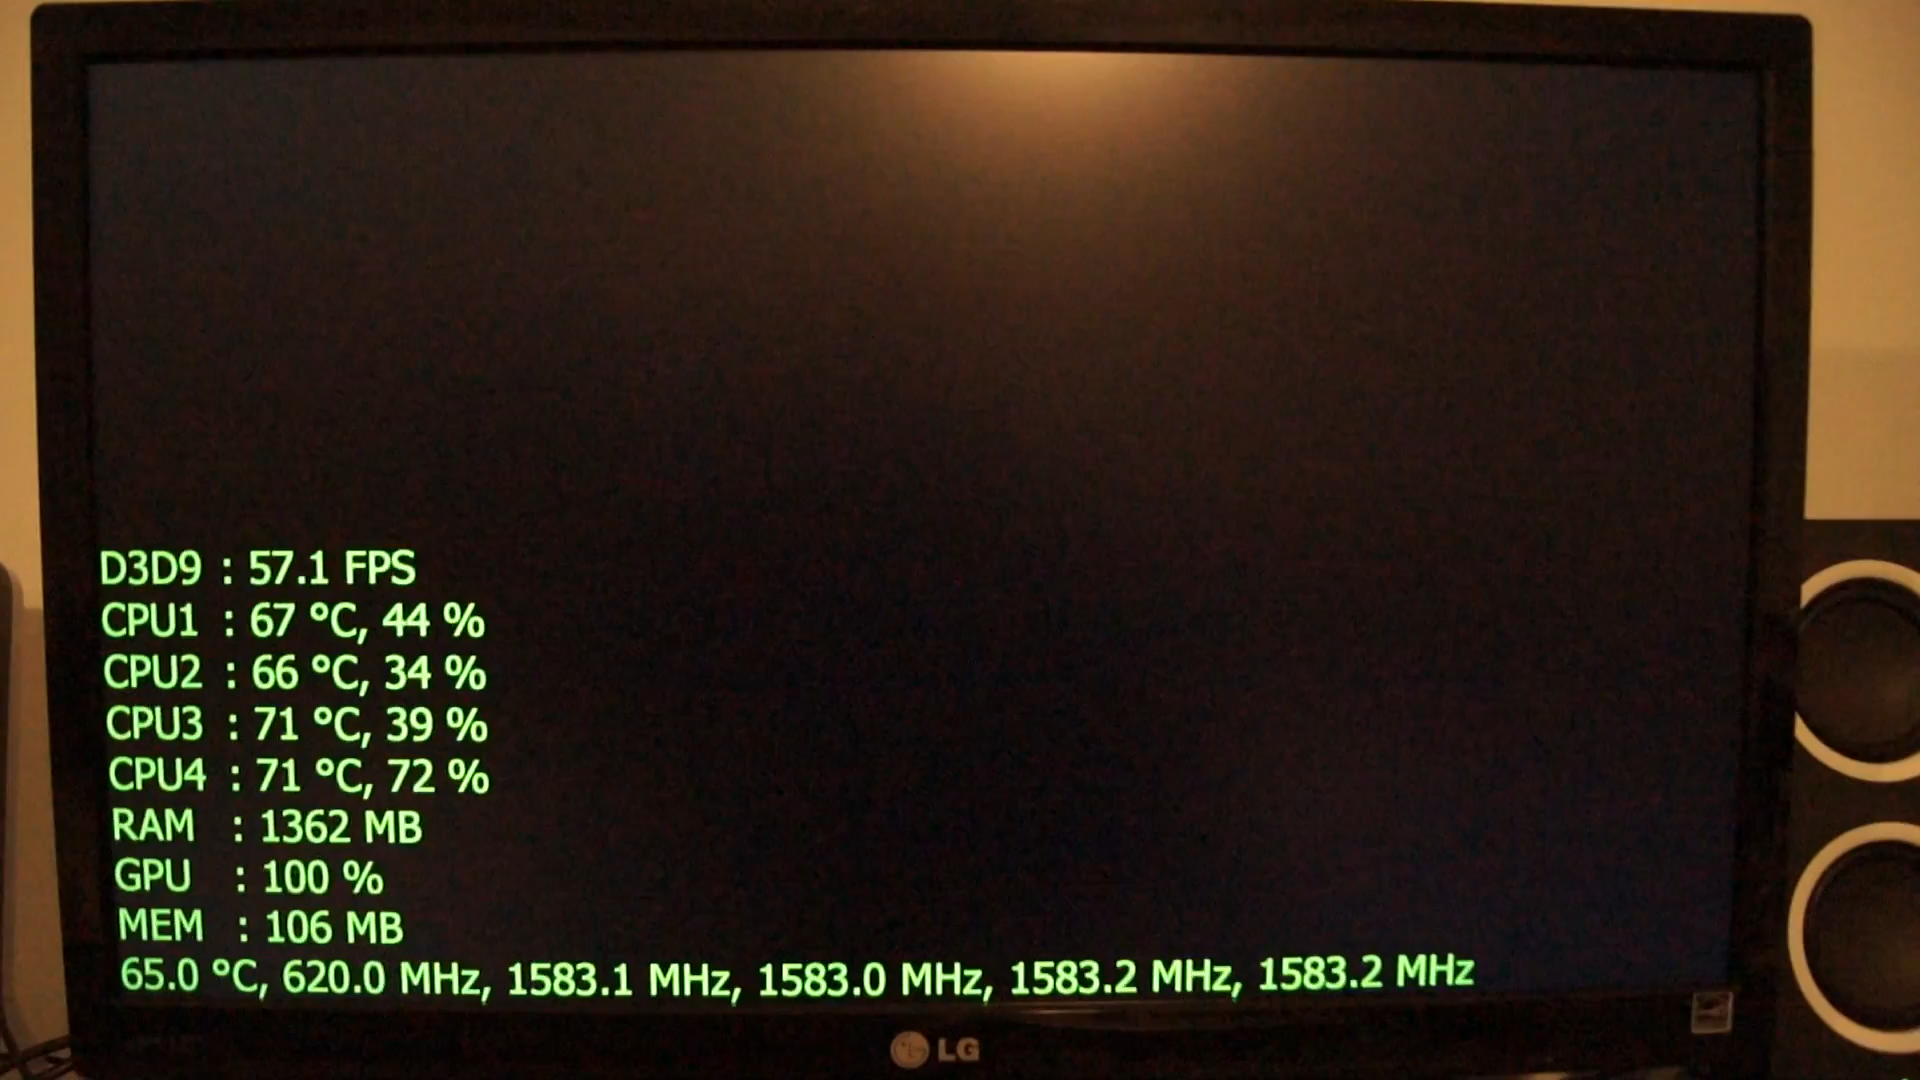 D3D9 : 57.1 FPS
CPU1 : 67 °C, 44 %
CPU2 : 66 °C, 34 %
CPU3 : 71 °C, 39 %
CPU4 : 71 °C, 72 %
RAM : 1362 MB
GPU : 100 %
MEM : 106 MB
65.0 °C, 620.0 MHz, 1583.1 MHz, 1583.0 MHz, 1583.2 MHz, 1583.2 MHz
LG